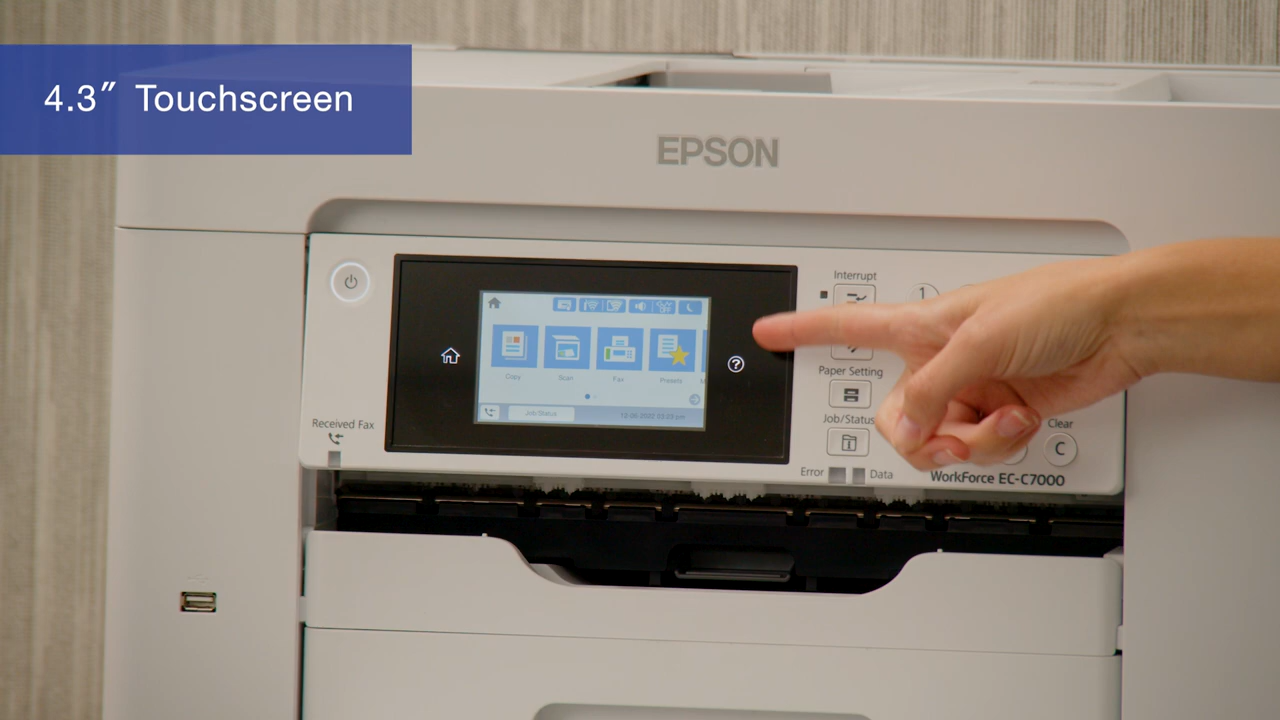 4.3″ Touchscreen
EPSON
Interrupt
1
Copy
Scan
Fax
Presets
Paper Setting
Job/Status
Job/Status
Received Fax
?
Clear
C
Error
Data
WorkForce EC-C7000